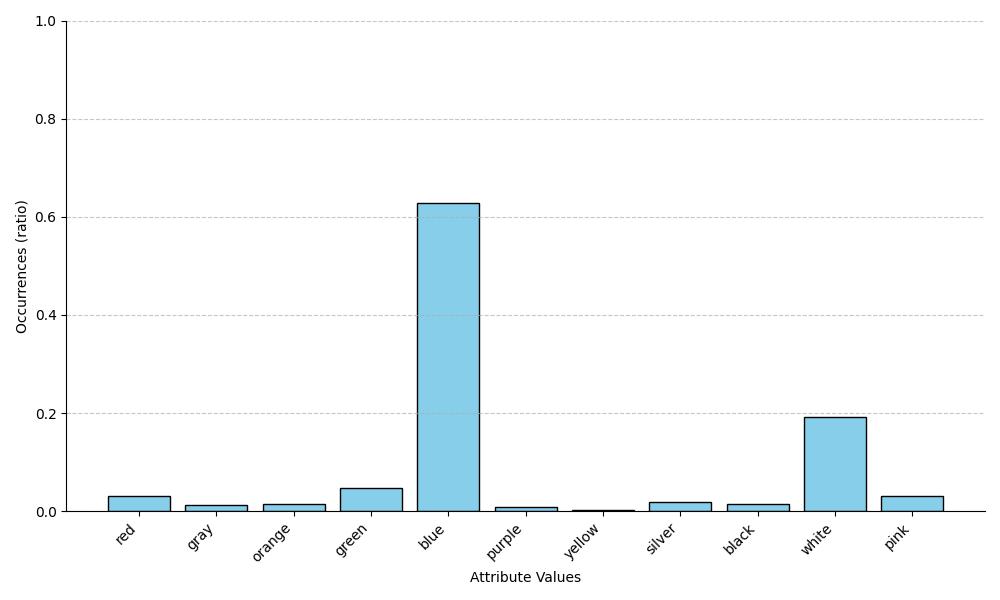 1.0
0.8
0.6
0.4
0.2
0.0
Occurrences (ratio)
red
gray
orange
green
blue
purple
yellow
silver
black
white
pink
Attribute Values